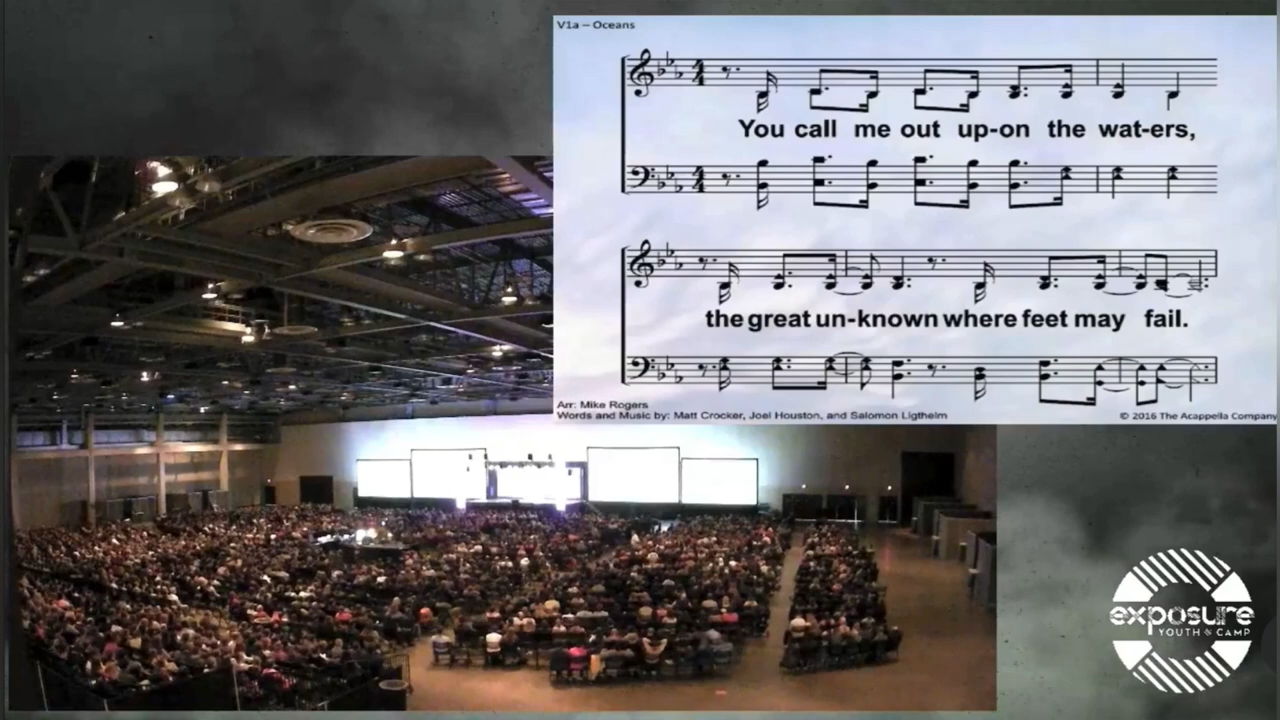 V1a – Oceans
You call me out up-on the wat-ers,
the great un-known where feet may fail.
Arr: Mike Rogers
Words and Music by: Matt Crocker, Joel Houston, and Salomon Ligthelm
© 2016 The Acappella Company
exposure
YOUTH CAMP